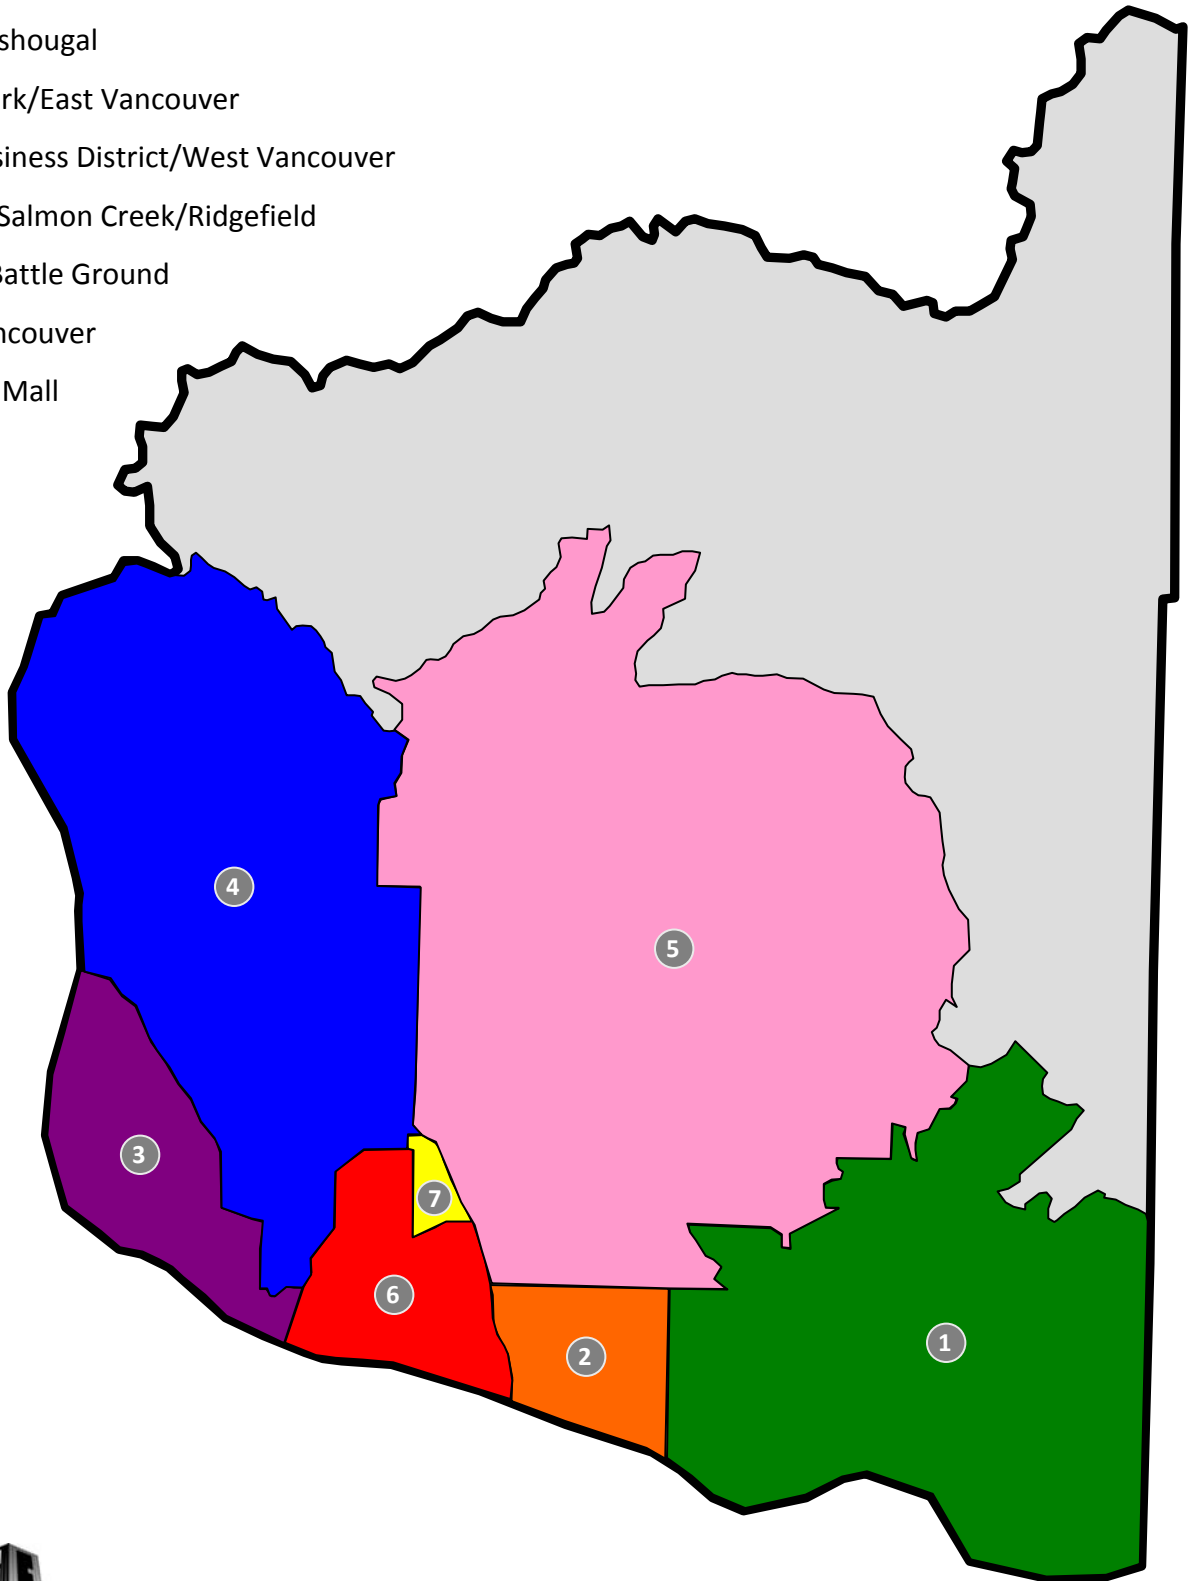 shougal
rk/East Vancouver
siness District/West Vancouver
Salmon Creek/Ridgefield
Battle Ground
ncouver
Mall
4
5
3
7
6
2
1